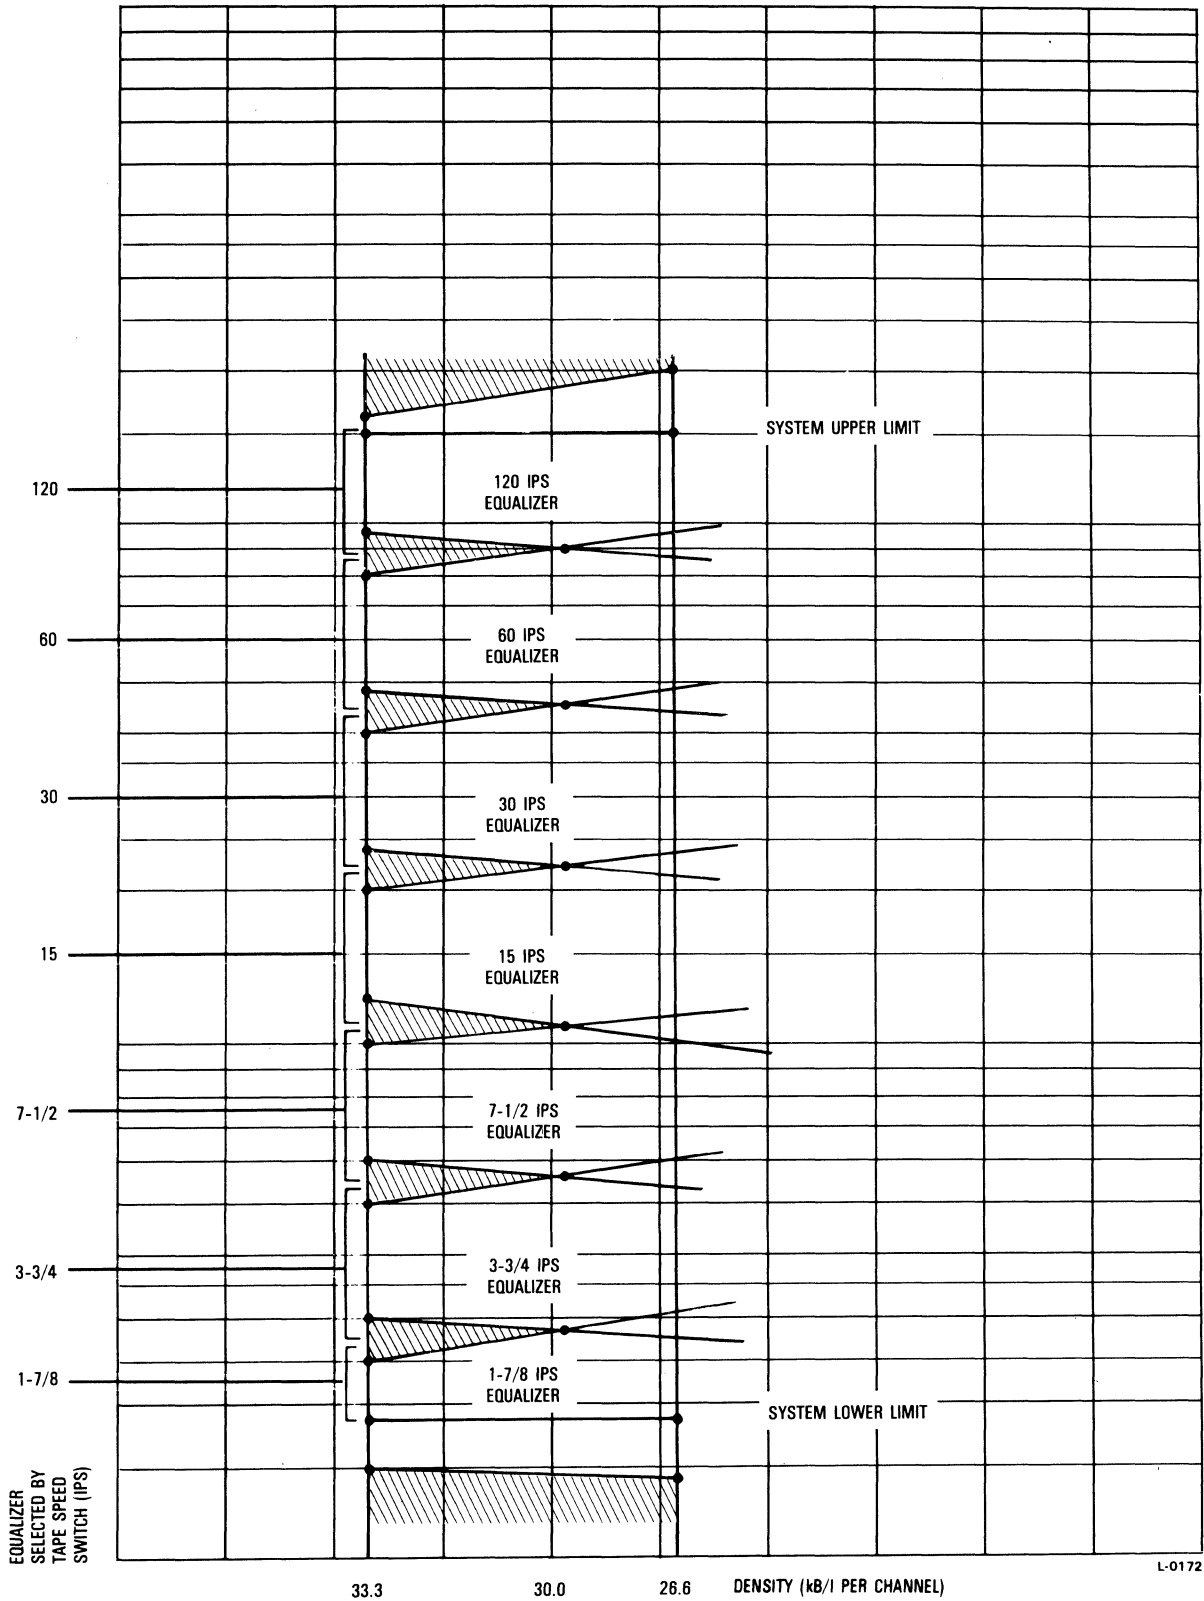 SYSTEM UPPER LIMIT
120
120 IPS
EQUALIZER
60
60 IPS
EQUALIZER
30
30 IPS
EQUALIZER
15
15 IPS
EQUALIZER
7-1/2
7-1/2 IPS
EQUALIZER
3-3/4
3-3/4 IPS
EQUALIZER
1-7/8
1-7/8 IPS
EQUALIZER
SYSTEM LOWER LIMIT
EQUALIZER
SELECTED BY
TAPE SPEED
SWITCH (IPS)
L-0172
33.3
30.0
26.6
DENSITY (kB/I PER CHANNEL)